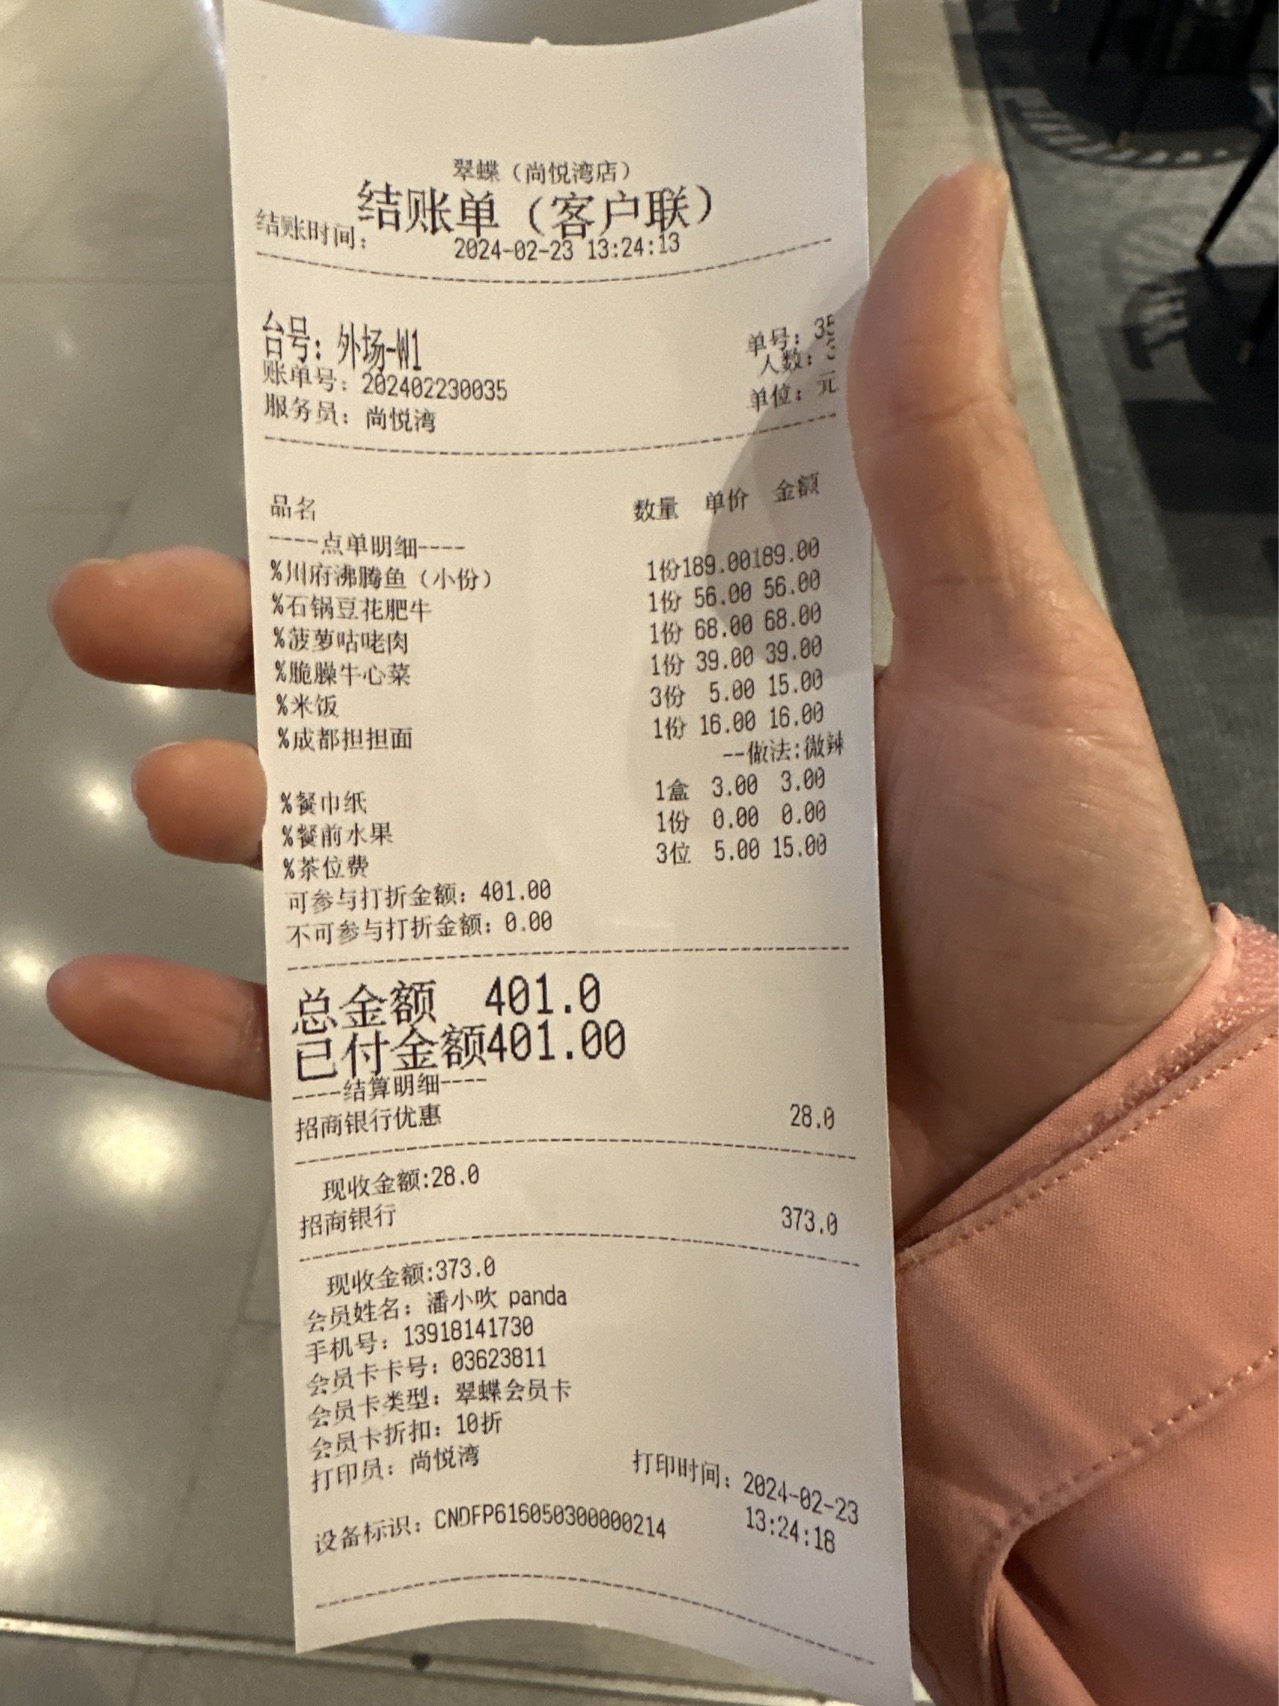 翠蝶（尚悦湾店）
结账单（客户联）
结账时间： 2024-02-23 13:24:13
台号：外场-W1 单号：35
账单号：202402230035 人数：3
服务员：尚悦湾 单位：元
品名 数量 单价 金额
----点单明细----
%川府沸腾鱼（小份） 1份189.00189.00
%石锅豆花肥牛 1份 56.00 56.00
%菠萝咕咾肉 1份 68.00 68.00
%脆臊牛心菜 1份 39.00 39.00
%米饭 3份 5.00 15.00
%成都担担面 1份 16.00 16.00
--做法:微辣
%餐巾纸 1盒 3.00 3.00
%餐前水果 1份 0.00 0.00
%茶位费 3位 5.00 15.00
可参与打折金额：401.00
不可参与打折金额：0.00
总金额 401.0
已付金额401.00
----结算明细----
招商银行优惠 28.0
现收金额:28.0
招商银行 373.0
现收金额:373.0
会员姓名：潘小吹 panda
手机号：13918141730
会员卡卡号：03623811
会员卡类型：翠蝶会员卡
会员卡折扣：10折
打印员：尚悦湾 打印时间：2024-02-23
13:24:18
设备标识：CNDFP616050300000214